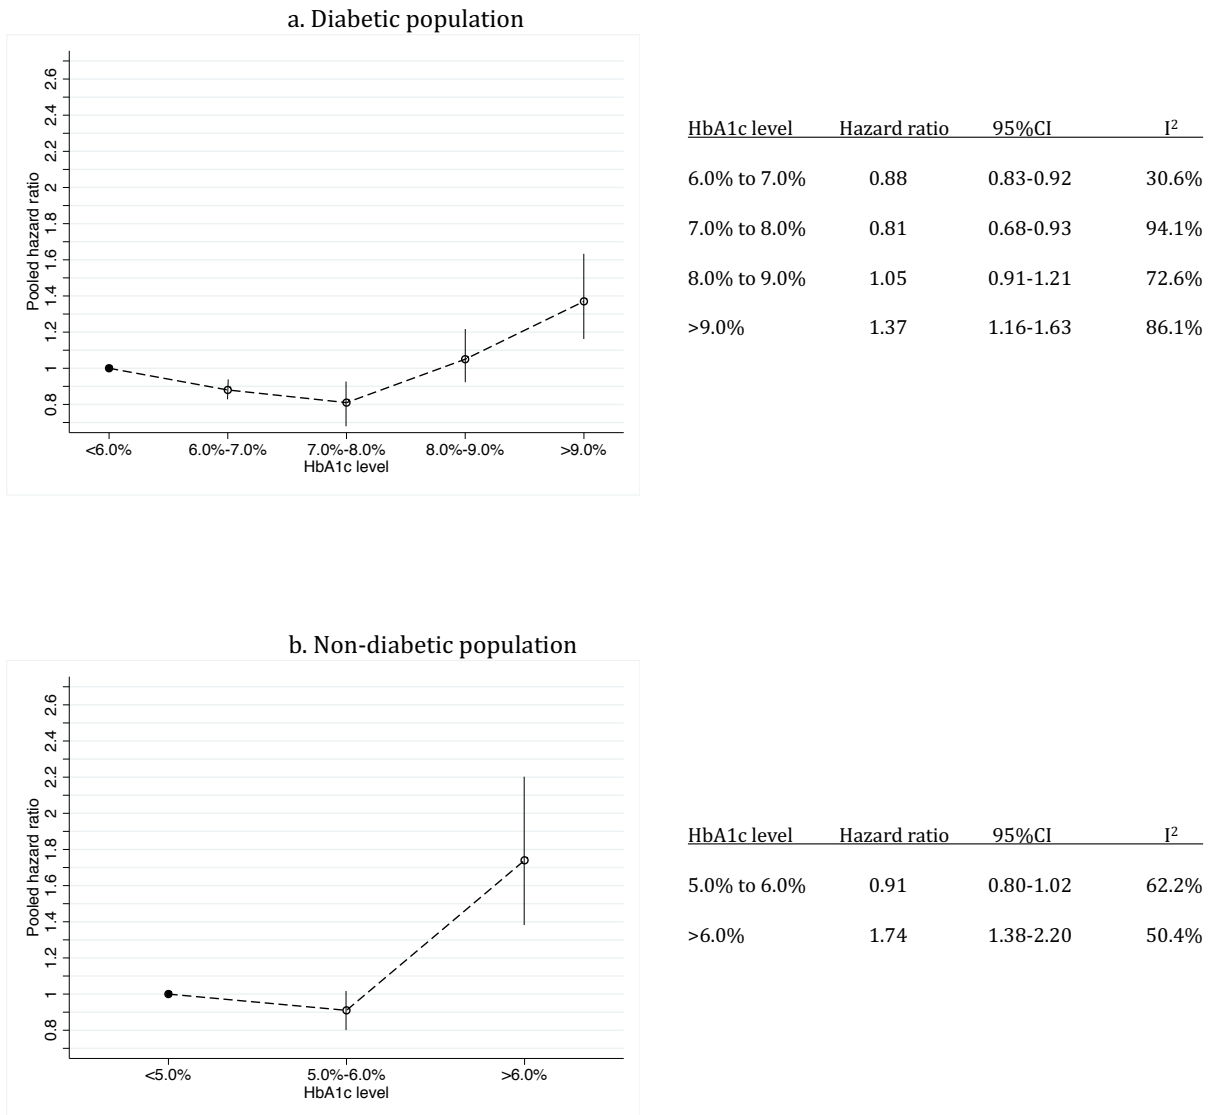 a. Diabetic population
Pooled hazard ratio
2.6
2.4
2.2
2
1.8
1.6
1.4
1.2
1
0.8
<6.0% 6.0%-7.0% 7.0%-8.0% 8.0%-9.0% >9.0%
HbA1c level
HbA1c level Hazard ratio 95%CI I²
6.0% to 7.0% 0.88 0.83-0.92 30.6%
7.0% to 8.0% 0.81 0.68-0.93 94.1%
8.0% to 9.0% 1.05 0.91-1.21 72.6%
>9.0% 1.37 1.16-1.63 86.1%
b. Non-diabetic population
Pooled hazard ratio
2.6
2.4
2.2
2
1.8
1.6
1.4
1.2
1
0.8
<5.0% 5.0%-6.0% >6.0%
HbA1c level
HbA1c level Hazard ratio 95%CI I²
5.0% to 6.0% 0.91 0.80-1.02 62.2%
>6.0% 1.74 1.38-2.20 50.4%